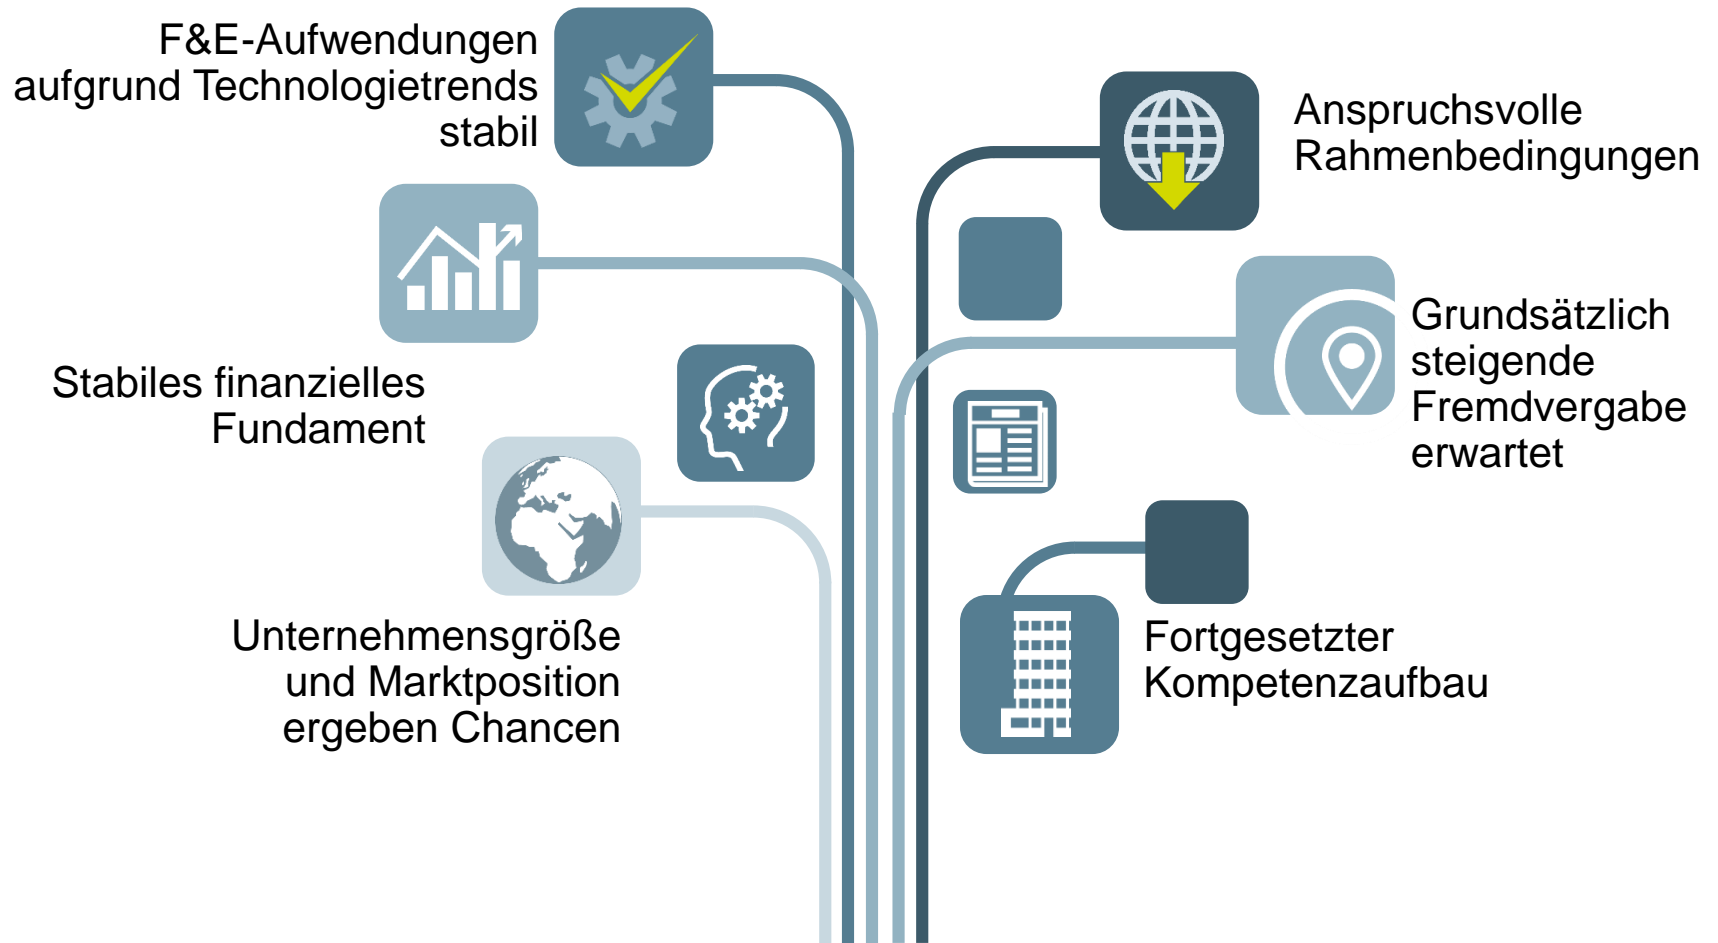 F&E-Aufwendungen
aufgrund Technologietrends
stabil
Anspruchsvolle
Rahmenbedingungen
Stabiles finanzielles
Fundament
Grundsätzlich
steigende
Fremdvergabe
erwartet
Unternehmensgröße
und Marktposition
ergeben Chancen
Fortgesetzter
Kompetenzaufbau